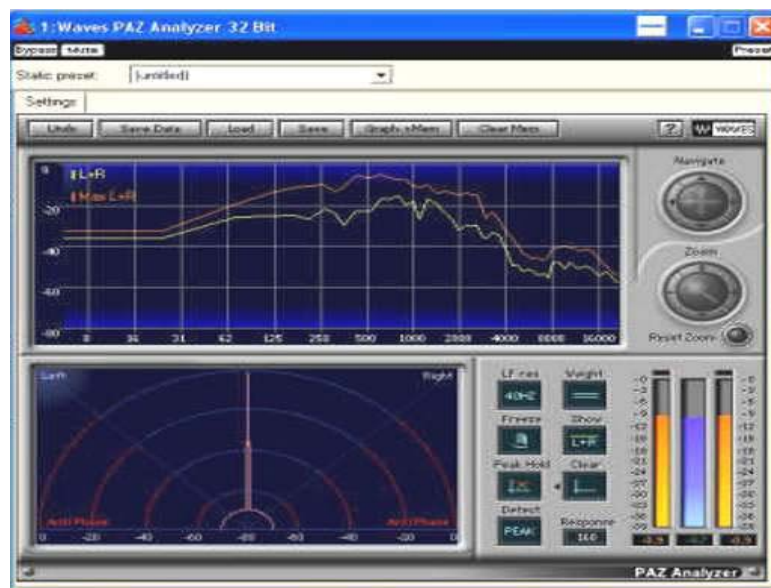 1: Waves PAZ Analyzer 32 Bit
Bypass Mute Preset
Static preset: (untitled)
Settings
Undo Save Data Load Save Graph->Mem Clear Mem ? W WAVES
L+R
Max L+R
Navigate
0
-20
-40
-60
-80
8 16 31 62 125 250 500 1000 2000 4000 8000 16000
Zoom
Reset Zoom
Left Right
Anti Phase Anti Phase
0 -20 -40 -60 -80 -60 -40 -20 0
LF res Weight
40HZ
Freeze Show
L+R
Peak Hold Clear
Detect Response
PEAK 160
PAZ Analyzer